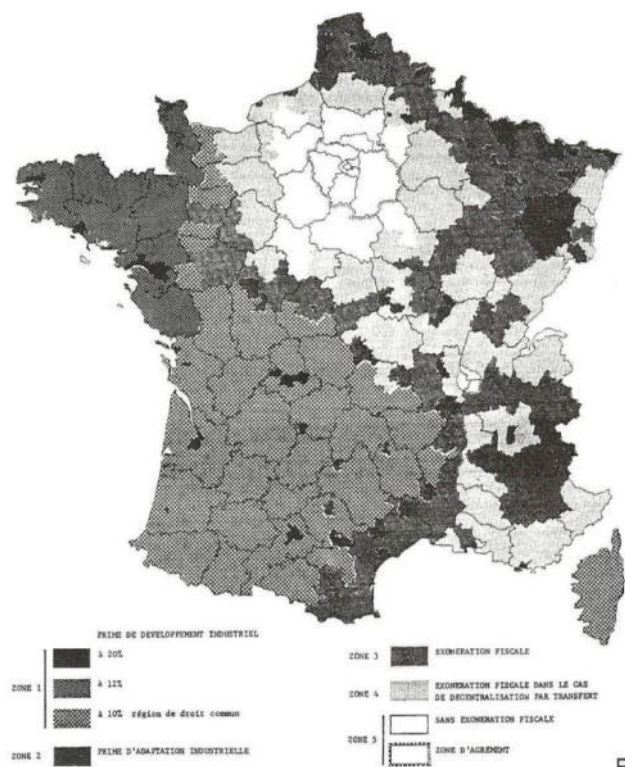 PRIME DE DEVELOPPEMENT INDUSTRIEL
ZONE 1
à 20%
à 12%
à 10% région de droit commun
ZONE 2
PRIME D'ADAPTATION INDUSTRIELLE
ZONE 3
EXONERATION FISCALE
ZONE 4
EXONERATION FISCALE DANS LE CAS
DE DECENTRALISATION PAR TRANSFERT
ZONE 5
SANS EXONERATION FISCALE
ZONE D'AGRÉMENT